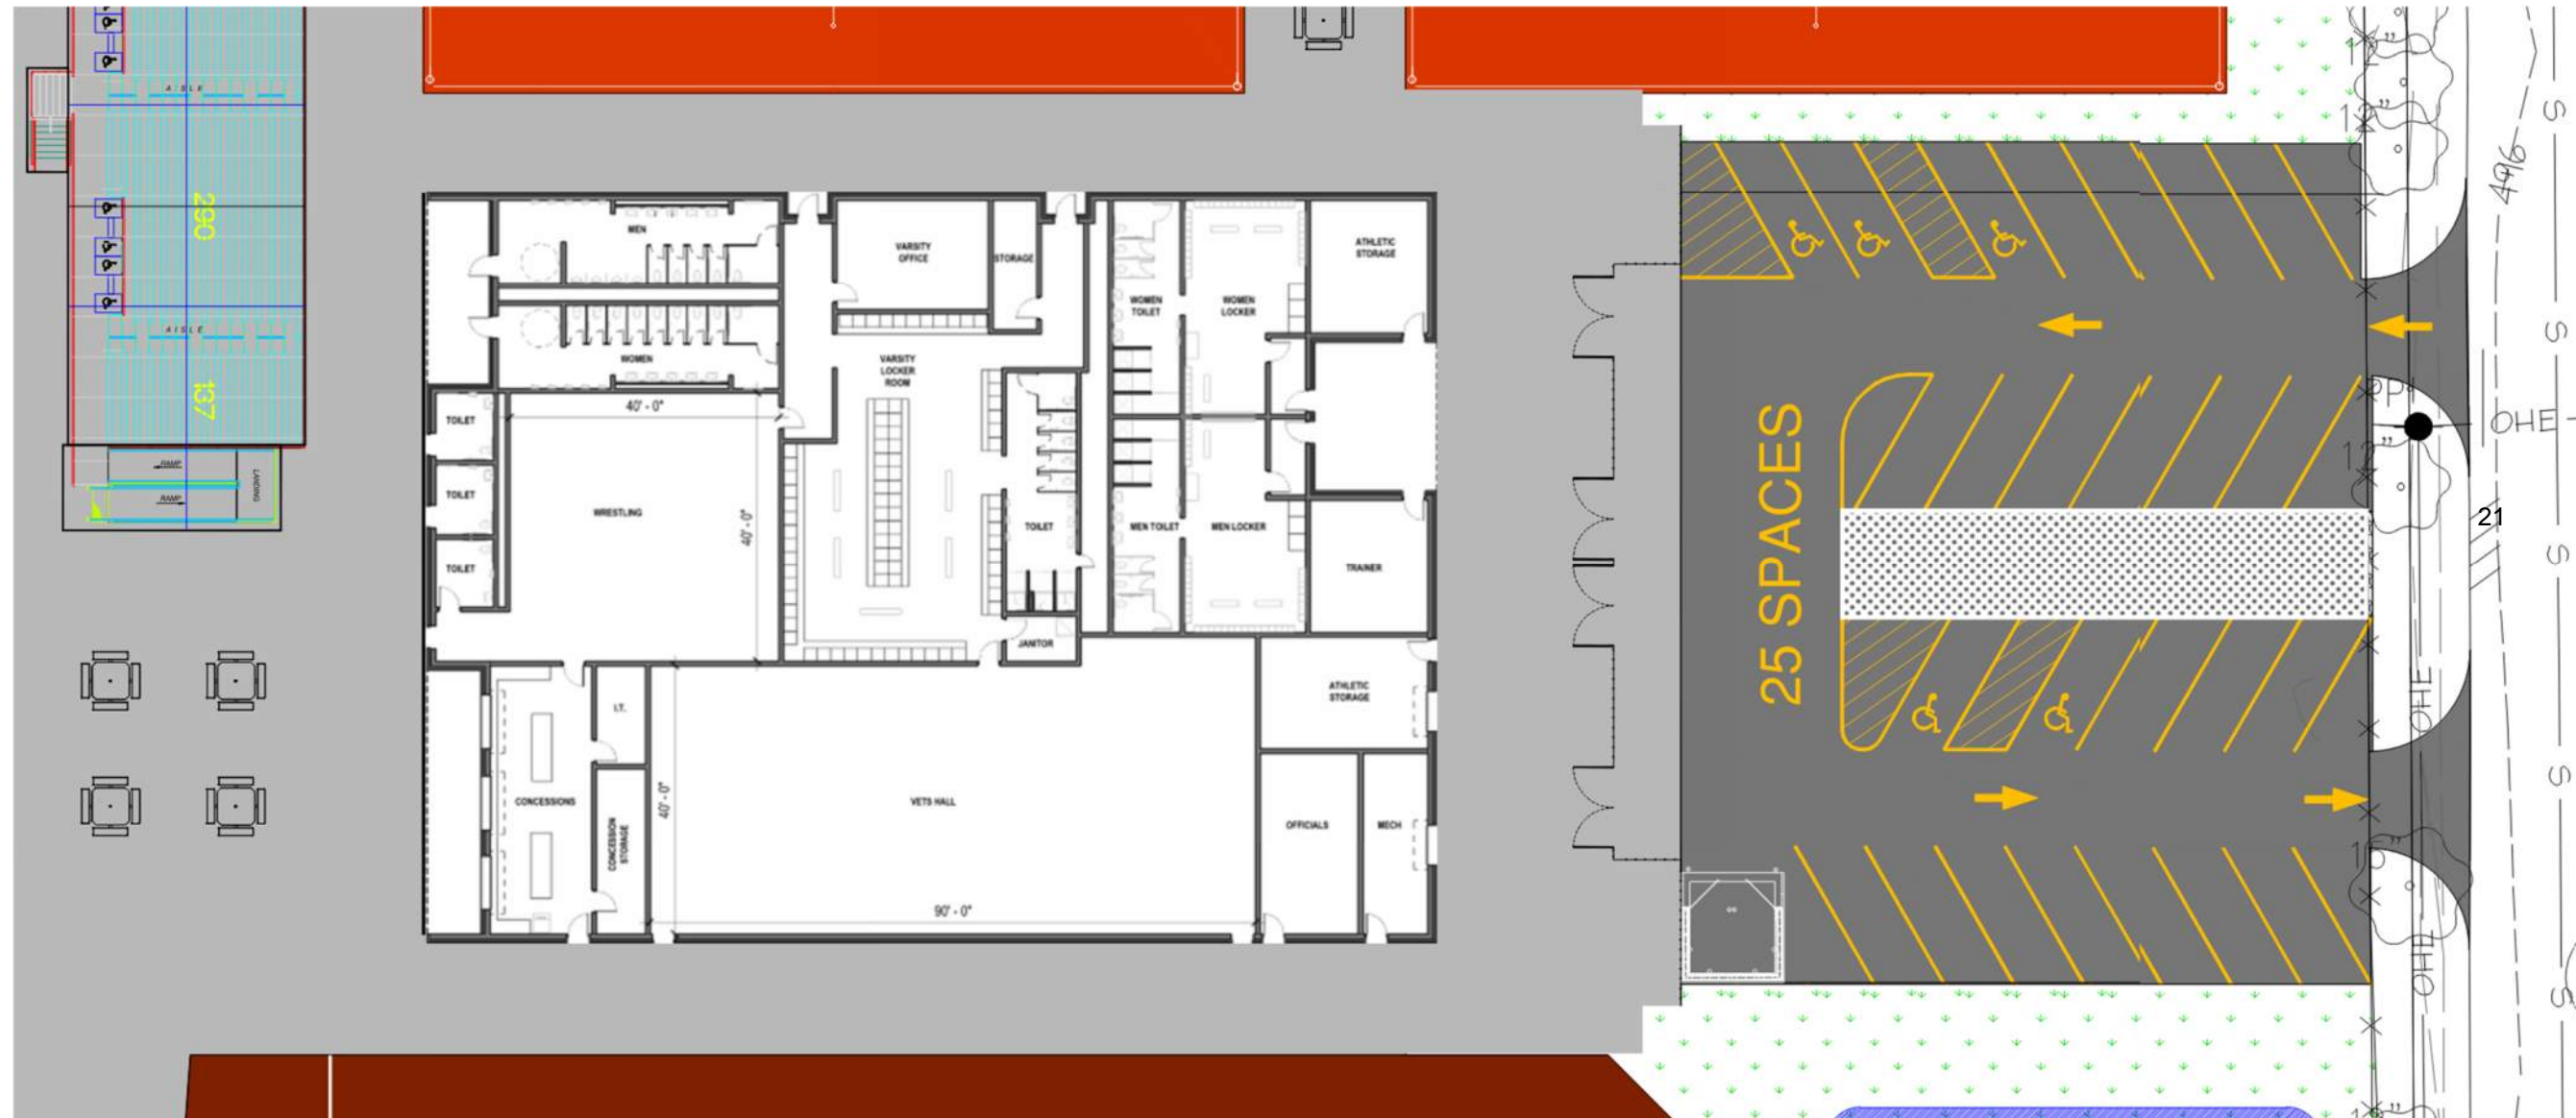 AISLE
290
AISLE
137
RAMP
RAMP
LANDING
MEN
VARSITY
OFFICE
STORAGE
WOMEN
TOILET
WOMEN
LOCKER
ATHLETIC
STORAGE
WOMEN
VARSITY
LOCKER
ROOM
40' - 0"
TOILET
TOILET
TOILET
WRESTLING
40' - 0"
TOILET
MEN TOILET
MEN LOCKER
TRAINER
JANITOR
I.T.
CONCESSIONS
CONCESSION
STORAGE
40' - 0"
VETS HALL
90' - 0"
ATHLETIC
STORAGE
OFFICIALS
MECH
25 SPACES
496
OHE
21
OHE
OHE
S
S
S
S
S
S